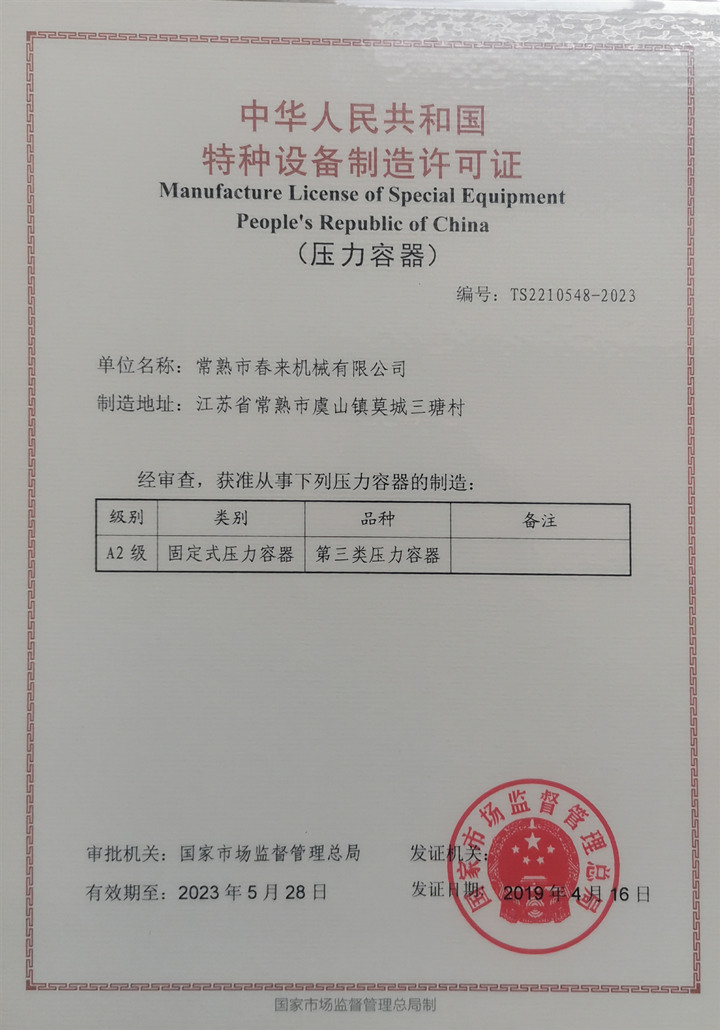 中华人民共和国
特种设备制造许可证
Manufacture License of Special Equipment
People's Republic of China
（压力容器）
编号：TS2210548-2023
单位名称：常熟市春来机械有限公司
制造地址：江苏省常熟市虞山镇莫城三塘村
经审查，获准从事下列压力容器的制造：
级别 类别 品种 备注
A2 级 固定式压力容器 第三类压力容器
审批机关：国家市场监督管理总局 发证机关：
有效期至：2023 年 5 月 28 日 发证日期 2019 年 4 月 16 日
国家市场监督管理总局
国家市场监督管理总局制